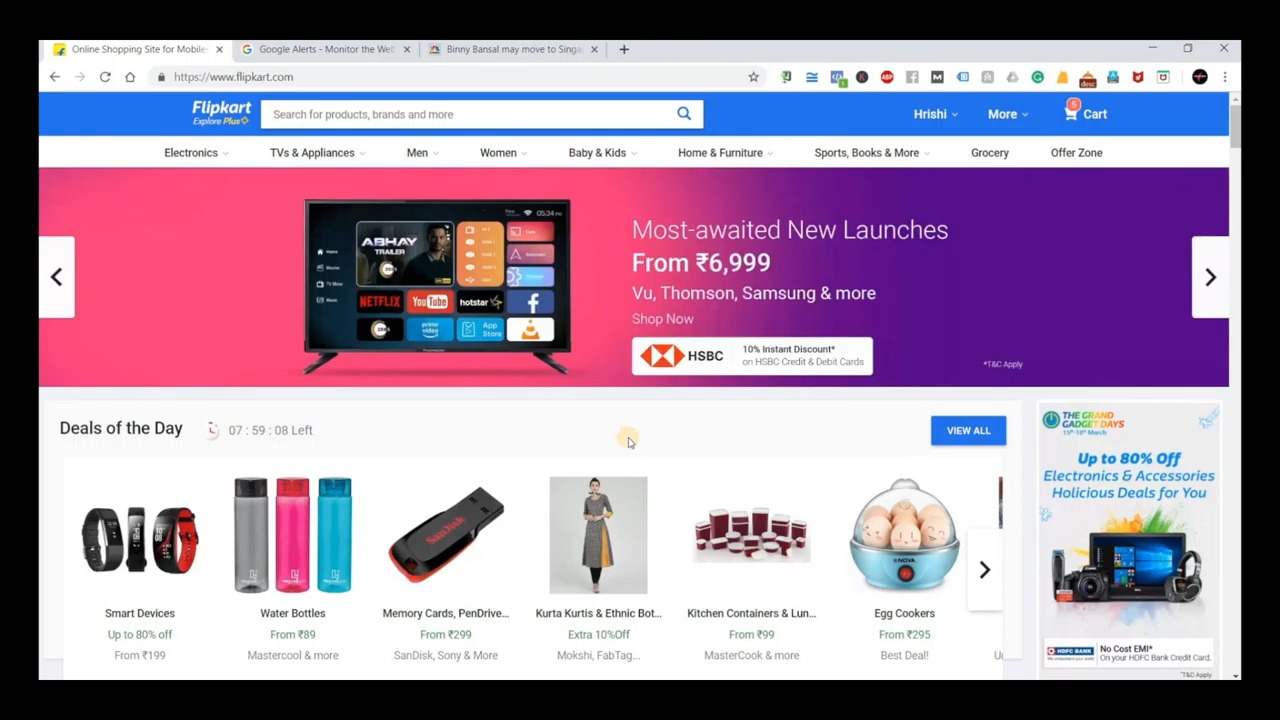 Online Shopping Site for Mobile
Google Alerts - Monitor the Web
Binny Bansal may move to Singa
https://www.flipkart.com
Flipkart
Explore Plus
Search for products, brands and more
Hrishi
More
5
Cart
Electronics
TVs & Appliances
Men
Women
Baby & Kids
Home & Furniture
Sports, Books & More
Grocery
Offer Zone
ABHAY
TRAILER
NETFLIX
YouTube
hotstar
prime video
App Store
Most-awaited New Launches
From ₹6,999
Vu, Thomson, Samsung & more
Shop Now
HSBC
10% Instant Discount*
on HSBC Credit & Debit Cards
*T&C Apply
Deals of the Day
07 : 59 : 08 Left
VIEW ALL
SanDisk
NOVA
Smart Devices
Up to 80% off
From ₹199
Water Bottles
From ₹89
Mastercool & more
Memory Cards, PenDrive...
From ₹299
SanDisk, Sony & More
Kurta Kurtis & Ethnic Bot...
Extra 10%Off
Mokshi, FabTag...
Kitchen Containers & Lun...
From ₹99
MasterCook & more
Egg Cookers
From ₹295
Best Deal!
THE GRAND
GADGET DAYS
15th-18th March
Up to 80% Off
Electronics & Accessories
Holicious Deals for You
HDFC BANK
No Cost EMI*
On your HDFC Bank Credit Card.
*T&C Apply